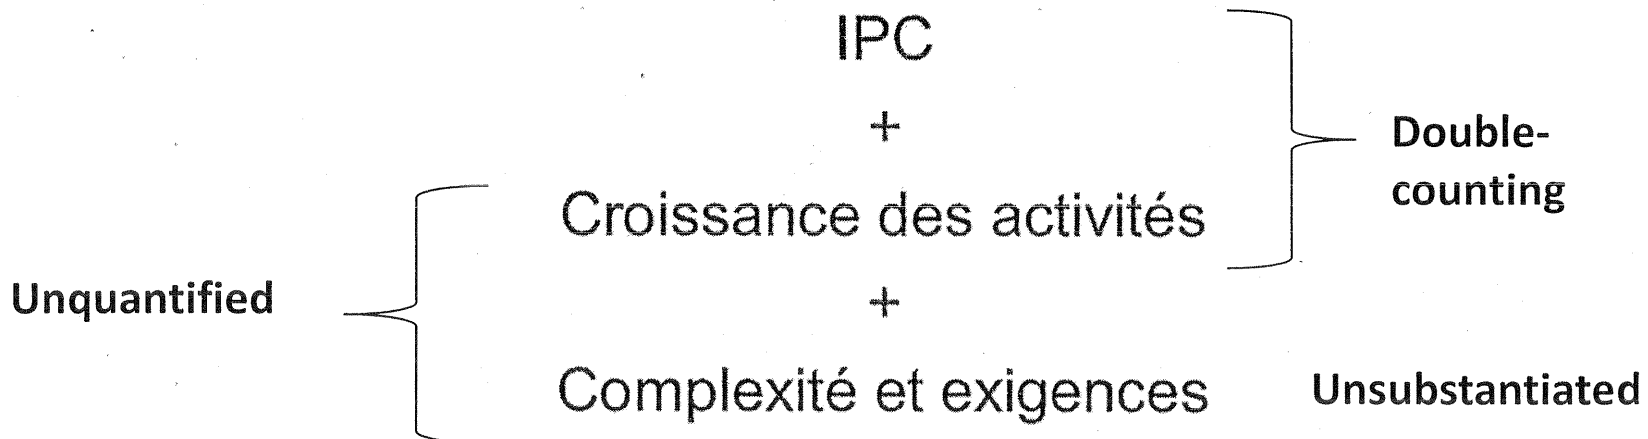 IPC
+
Double-
counting
Croissance des activités
Unquantified
+
Complexité et exigences
Unsubstantiated